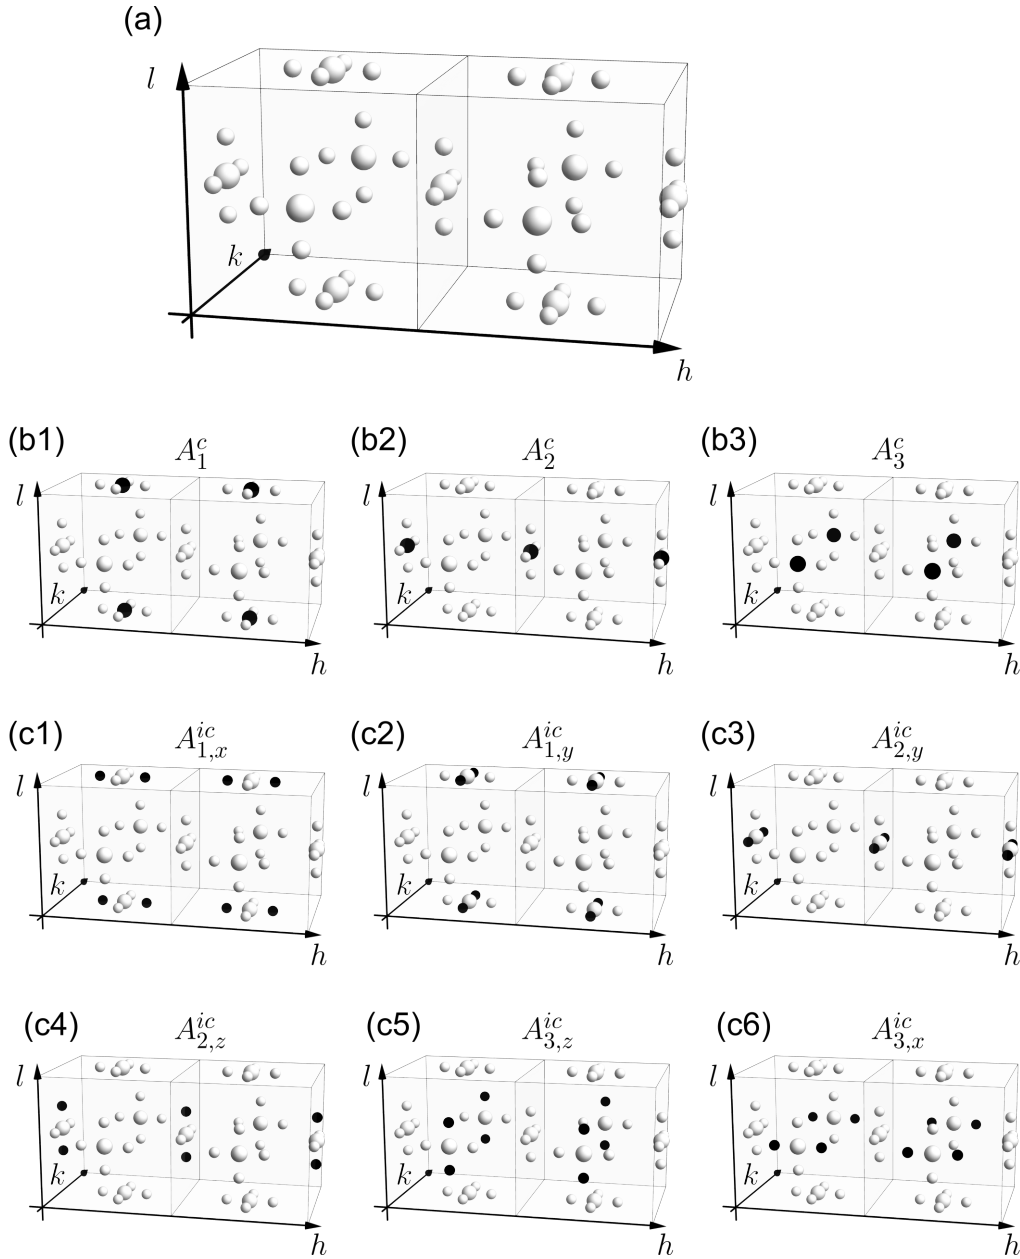 (a)
l
k
h
(b1) A_1^c
l
k
h
(b2) A_2^c
l
k
h
(b3) A_3^c
l
k
h
(c1) A_{1,x}^{ic}
l
k
h
(c2) A_{1,y}^{ic}
l
k
h
(c3) A_{2,y}^{ic}
l
k
h
(c4) A_{2,z}^{ic}
l
k
h
(c5) A_{3,z}^{ic}
l
k
h
(c6) A_{3,x}^{ic}
l
k
h